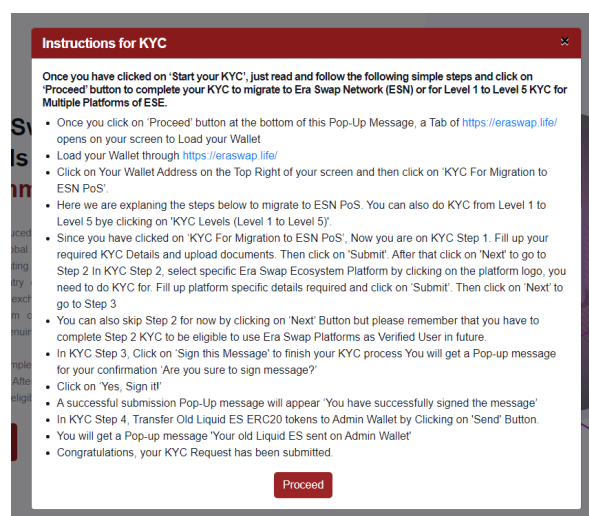 Instructions for KYC
×
Once you have clicked on 'Start your KYC', just read and follow the following simple steps and click on
'Proceed' button to complete your KYC to migrate to Era Swap Network (ESN) or for Level 1 to Level 5 KYC for
Multiple Platforms of ESE.
• Once you click on 'Proceed' button at the bottom of this Pop-Up Message, a Tab of https://eraswap.life/
opens on your screen to Load your Wallet
• Load your Wallet through https://eraswap.life/
• Click on Your Wallet Address on the Top Right of your screen and then click on 'KYC For Migration to
ESN PoS'.
• Here we are explaning the steps below to migrate to ESN PoS. You can also do KYC from Level 1 to
Level 5 bye clicking on 'KYC Levels (Level 1 to Level 5)'.
• Since you have clicked on 'KYC For Migration to ESN PoS', Now you are on KYC Step 1. Fill up your
required KYC Details and upload documents. Then click on 'Submit'. After that click on 'Next' to go to
Step 2 In KYC Step 2, select specific Era Swap Ecosystem Platform by clicking on the platform logo, you
need to do KYC for. Fill up platform specific details required and click on 'Submit'. Then click on 'Next' to
go to Step 3
• You can also skip Step 2 for now by clicking on 'Next' Button but please remember that you have to
complete Step 2 KYC to be eligible to use Era Swap Platforms as Verified User in future.
• In KYC Step 3, Click on 'Sign this Message' to finish your KYC process You will get a Pop-up message
for your confirmation 'Are you sure to sign message?'
• Click on 'Yes, Sign it!'
• A successful submission Pop-Up message will appear 'You have successfully signed the message'
• In KYC Step 4, Transfer Old Liquid ES ERC20 tokens to Admin Wallet by Clicking on 'Send' Button.
• You will get a Pop-up message 'Your old Liquid ES sent on Admin Wallet'
• Congratulations, your KYC Request has been submitted.
Proceed